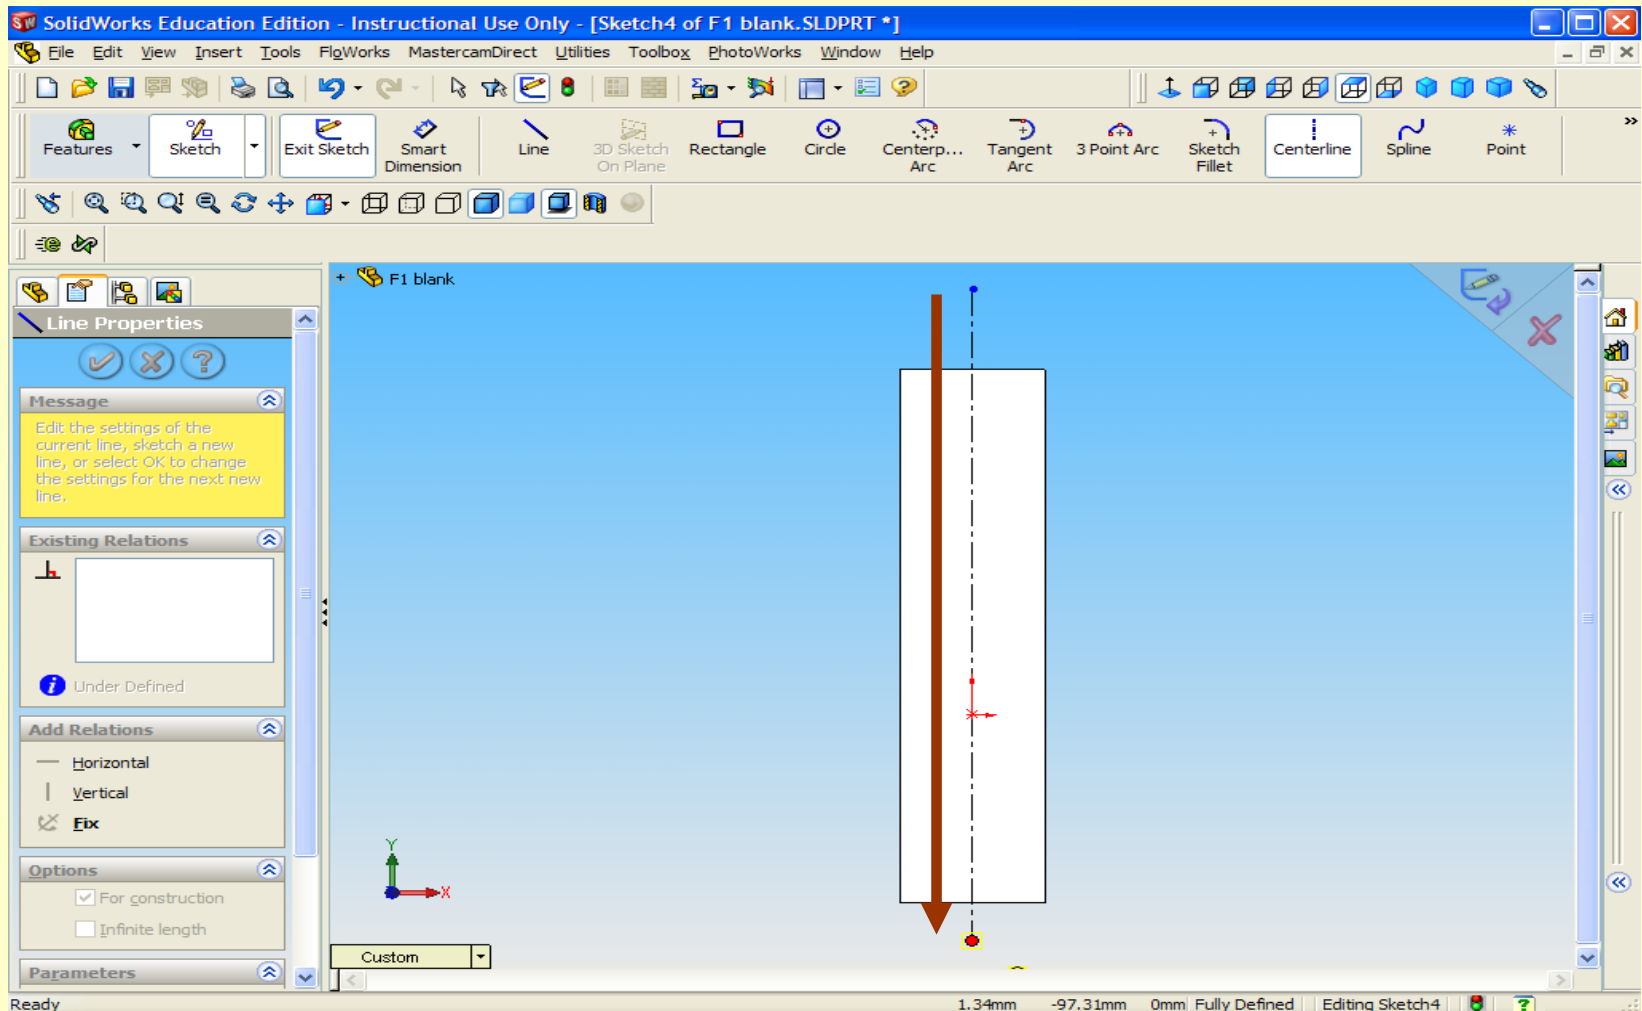 SolidWorks Education Edition - Instructional Use Only - [Sketch4 of F1 blank.SLDPRT *]
File Edit View Insert Tools FloWorks MastercamDirect Utilities Toolbox PhotoWorks Window Help
Features Sketch Exit Sketch Smart Dimension Line 3D Sketch On Plane Rectangle Circle Centerp... Arc Tangent Arc 3 Point Arc Sketch Fillet Centerline Spline Point
F1 blank
Line Properties
Message
Edit the settings of the
current line, sketch a new
line, or select OK to change
the settings for the next new
line.
Existing Relations
Under Defined
Add Relations
Horizontal
Vertical
Fix
Options
For construction
Infinite length
Parameters
Y
X
Custom
Ready 1.34mm -97.31mm 0mm Fully Defined Editing Sketch4